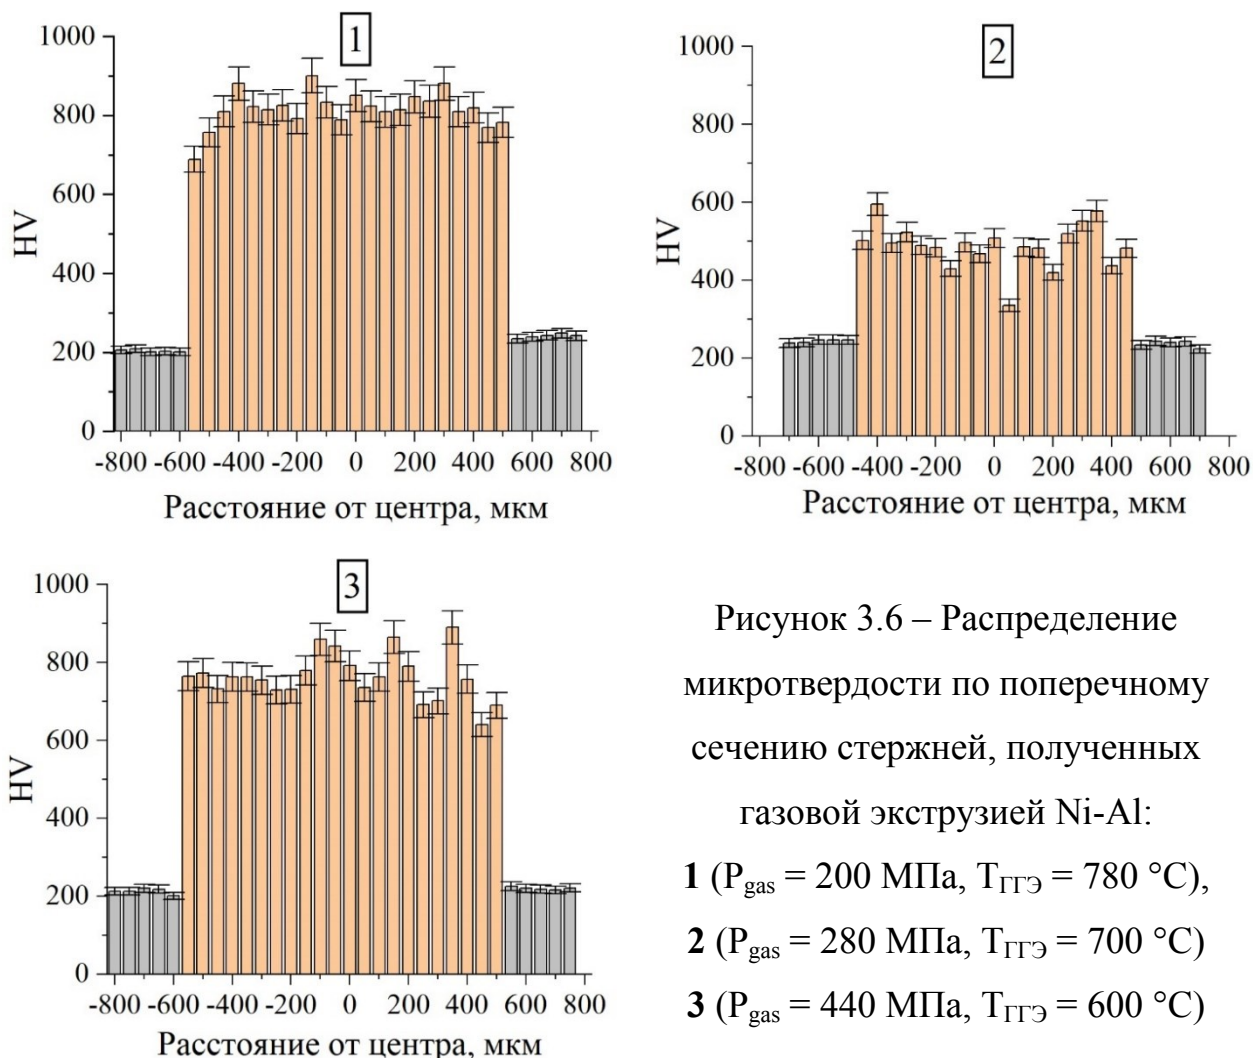 1
1000
800
600
400
200
0
HV
-800 -600 -400 -200 0 200 400 600 800
Расстояние от центра, мкм
2
1000
800
600
400
200
0
HV
-800 -600 -400 -200 0 200 400 600 800
Расстояние от центра, мкм
3
1000
800
600
400
200
0
HV
-800 -600 -400 -200 0 200 400 600 800
Расстояние от центра, мкм
Рисунок 3.6 – Распределение
микротвердости по поперечному
сечению стержней, полученных
газовой экструзией Ni-Al:
1 (Pgas = 200 МПа, TГГЭ = 780 °C),
2 (Pgas = 280 МПа, TГГЭ = 700 °C)
3 (Pgas = 440 МПа, TГГЭ = 600 °C)